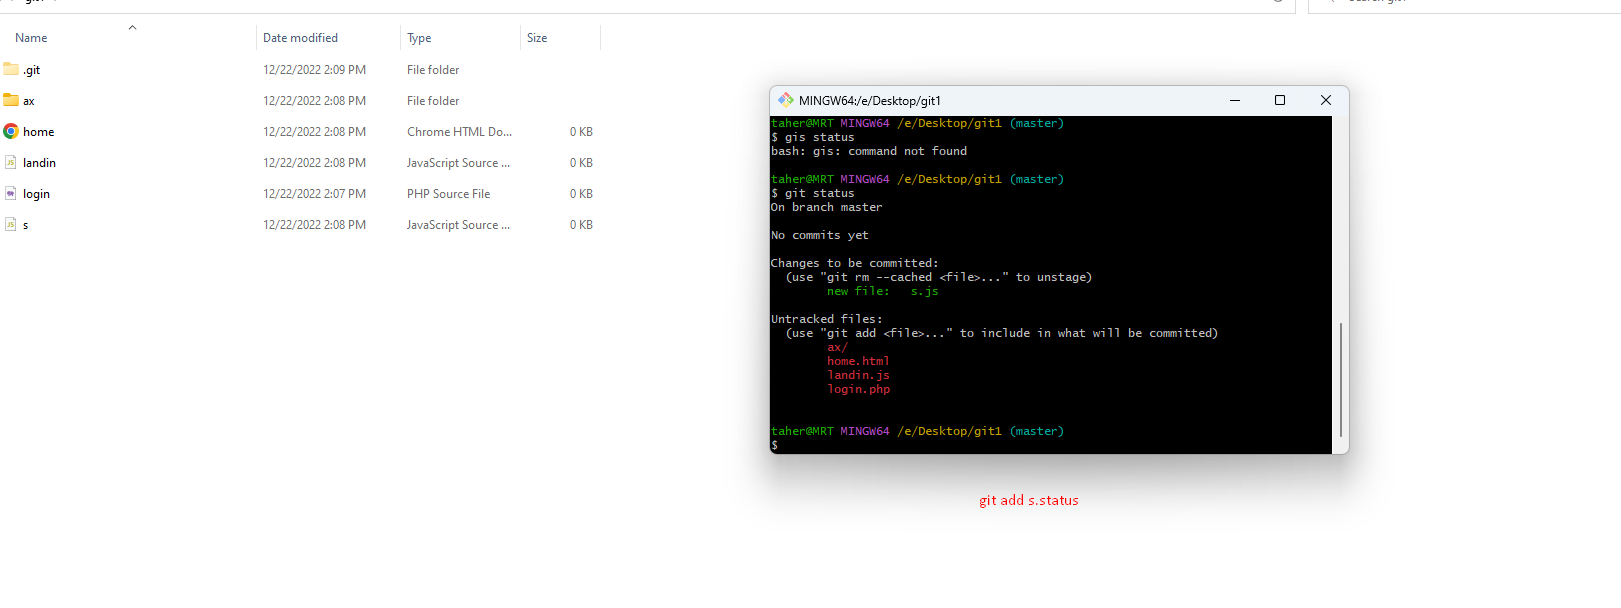 Name Date modified Type Size
.git 12/22/2022 2:09 PM File folder
ax 12/22/2022 2:08 PM File folder
home 12/22/2022 2:08 PM Chrome HTML Do... 0 KB
landin 12/22/2022 2:08 PM JavaScript Source ... 0 KB
login 12/22/2022 2:07 PM PHP Source File 0 KB
s 12/22/2022 2:08 PM JavaScript Source ... 0 KB
MINGW64:/e/Desktop/git1
taher@MRT MINGW64 /e/Desktop/git1 (master)
$ gis status
bash: gis: command not found
taher@MRT MINGW64 /e/Desktop/git1 (master)
$ git status
On branch master
No commits yet
Changes to be committed:
(use "git rm --cached <file>..." to unstage)
new file: s.js
Untracked files:
(use "git add <file>..." to include in what will be committed)
ax/
home.html
landin.js
login.php
taher@MRT MINGW64 /e/Desktop/git1 (master)
$
git add s.status